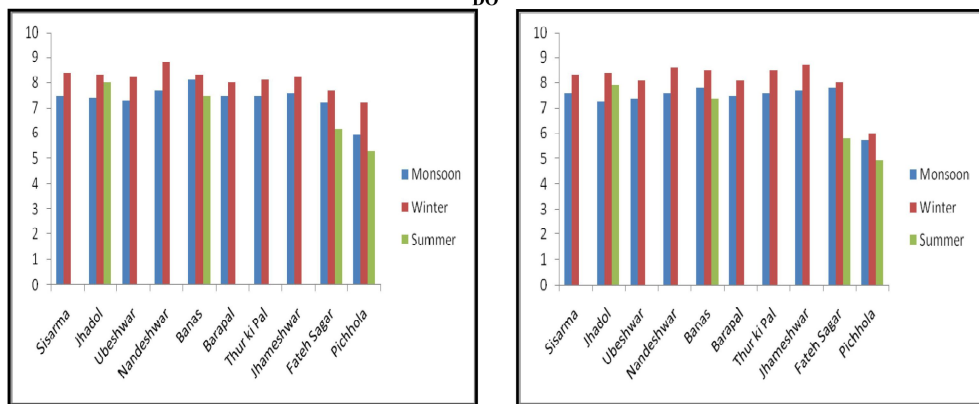 DO
10
9
8
7
6
5
4
3
2
1
0
Sisarma
Jhadol
Ubeshwar
Nandeshwar
Banas
Barapal
Thur ki Pal
Jhameshwar
Fateh Sagar
Pichhola
Monsoon
Winter
Summer
10
9
8
7
6
5
4
3
2
1
0
Sisarma
Jhadol
Ubeshwar
Nandeshwar
Banas
Barapal
Thur ki Pal
Jhameshwar
Fateh Sagar
Pichhola
Monsoon
Winter
Summer